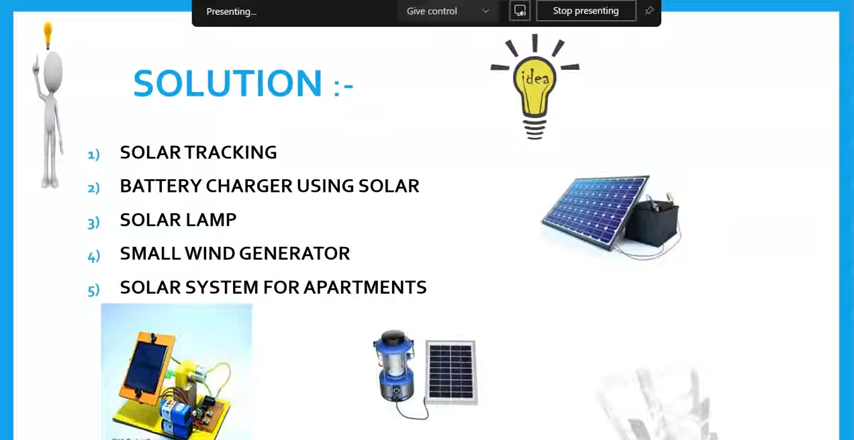 Presenting...
Give control
Stop presenting
SOLUTION :-
idea
1) SOLAR TRACKING
2) BATTERY CHARGER USING SOLAR
3) SOLAR LAMP
4) SMALL WIND GENERATOR
5) SOLAR SYSTEM FOR APARTMENTS